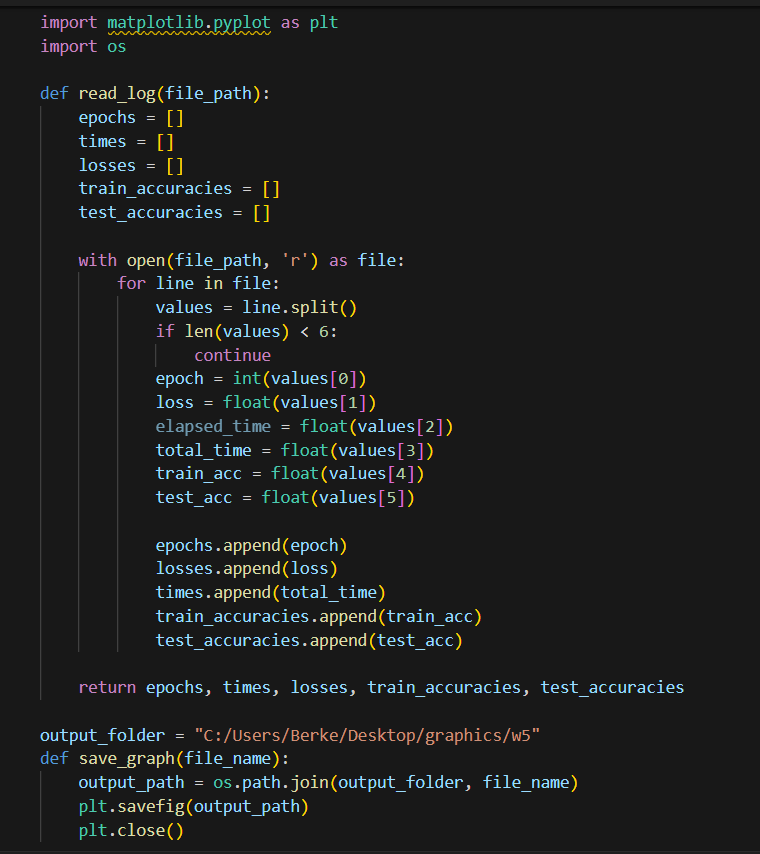 import matplotlib.pyplot as plt
import os
def read_log(file_path):
    epochs = []
    times = []
    losses = []
    train_accuracies = []
    test_accuracies = []
    with open(file_path, 'r') as file:
        for line in file:
            values = line.split()
            if len(values) < 6:
                continue
            epoch = int(values[0])
            loss = float(values[1])
            elapsed_time = float(values[2])
            total_time = float(values[3])
            train_acc = float(values[4])
            test_acc = float(values[5])
            epochs.append(epoch)
            losses.append(loss)
            times.append(total_time)
            train_accuracies.append(train_acc)
            test_accuracies.append(test_acc)
    return epochs, times, losses, train_accuracies, test_accuracies
output_folder = "C:/Users/Berke/Desktop/graphics/w5"
def save_graph(file_name):
    output_path = os.path.join(output_folder, file_name)
    plt.savefig(output_path)
    plt.close()